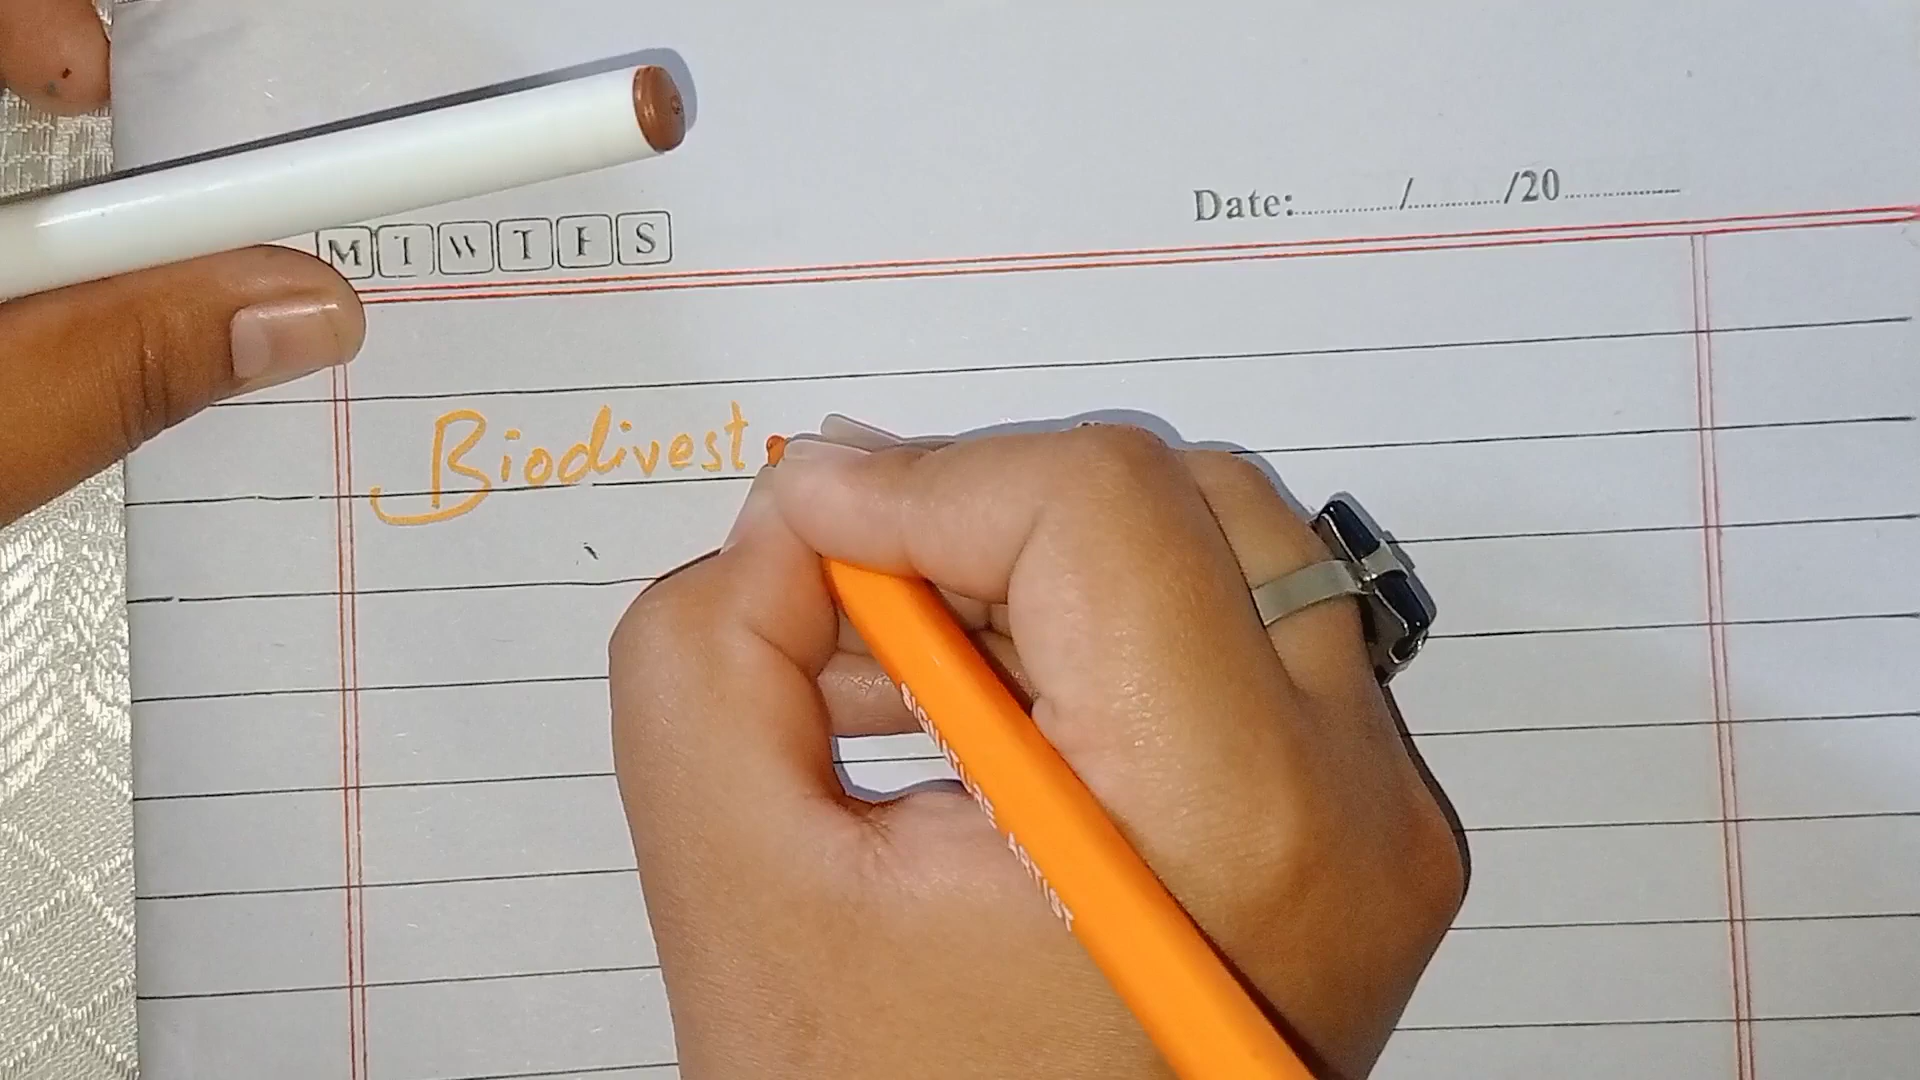 Date:............/............/20...............
M T W T F S
Biodivest
SIGNATURE ARTIST